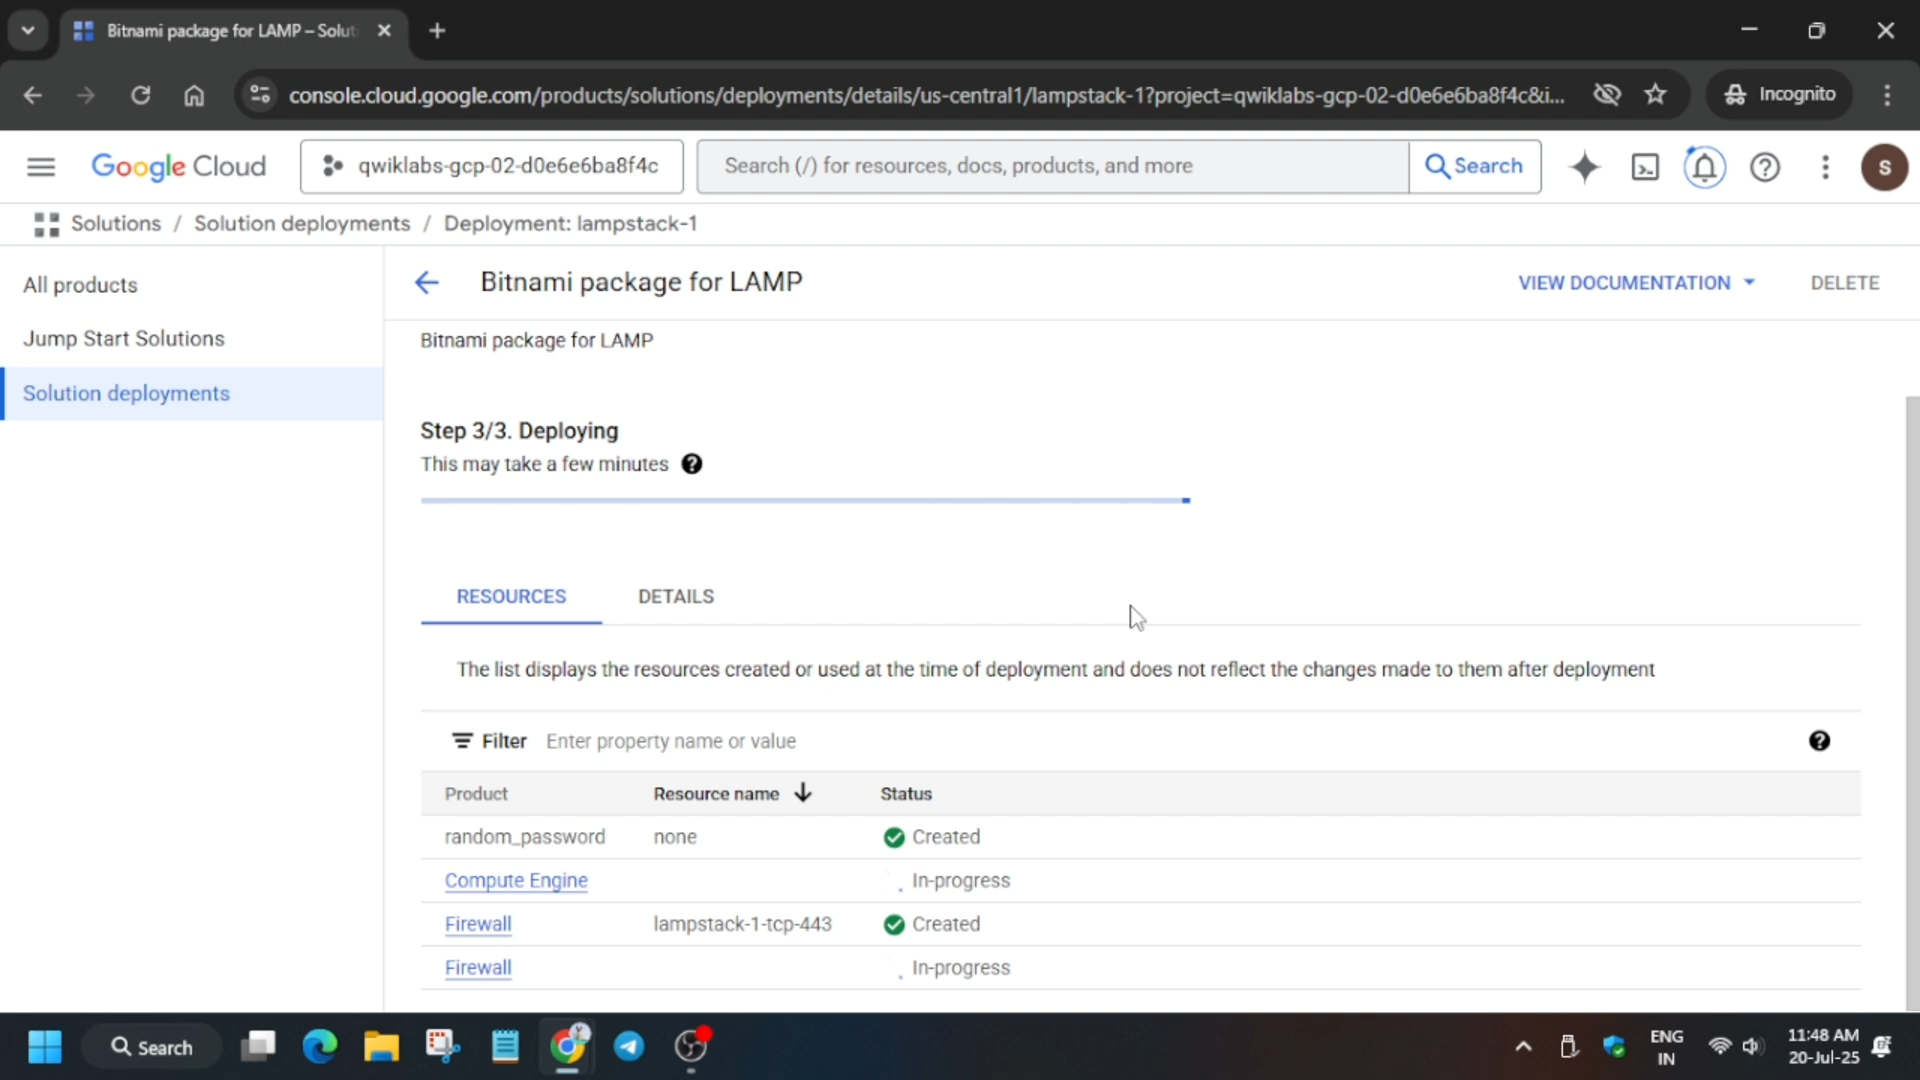 Bitnami package for LAMP – Soluti
console.cloud.google.com/products/solutions/deployments/details/us-central1/lampstack-1?project=qwiklabs-gcp-02-d0e6e6ba8f4c&i...
Incognito
Google Cloud
qwiklabs-gcp-02-d0e6e6ba8f4c
Search (/) for resources, docs, products, and more
Search
S
Solutions / Solution deployments / Deployment: lampstack-1
All products
Jump Start Solutions
Solution deployments
Bitnami package for LAMP
VIEW DOCUMENTATION
DELETE
Bitnami package for LAMP
Step 3/3. Deploying
This may take a few minutes
RESOURCES DETAILS
The list displays the resources created or used at the time of deployment and does not reflect the changes made to them after deployment
Filter Enter property name or value
Product Resource name Status
random_password none Created
Compute Engine In-progress
Firewall lampstack-1-tcp-443 Created
Firewall In-progress
Search
ENG
IN
11:48 AM
20-Jul-25